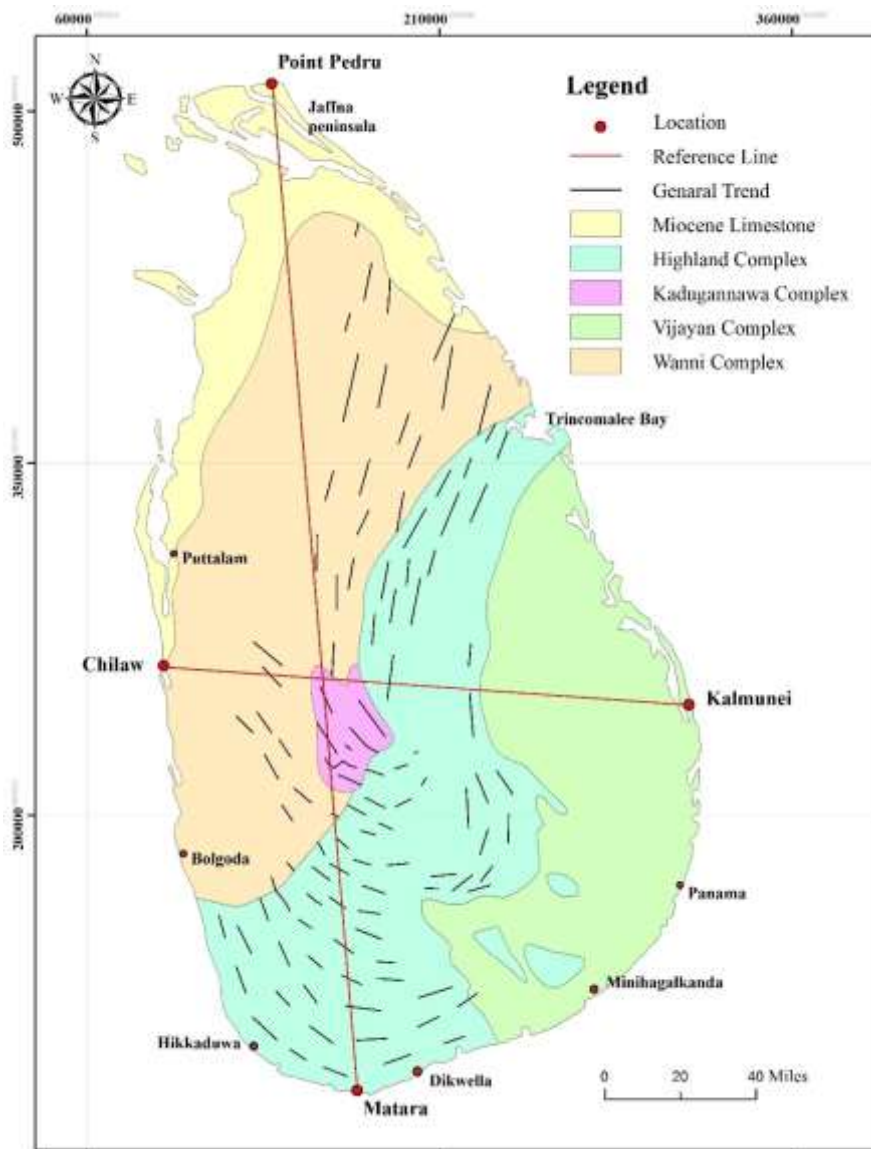 60000
210000
360000
N
W
E
S
500000
350000
200000
Point Pedru
Jaffna
peninsula
Legend
Location
Reference Line
Genaral Trend
Miocene Limestone
Highland Complex
Kadugannawa Complex
Vijayan Complex
Wanni Complex
Trincomalee Bay
Puttalam
Chilaw
Kalmunei
Bolgoda
Panama
Minihagalkanda
Hikkaduwa
Dikwella
Matara
0
20
40 Miles